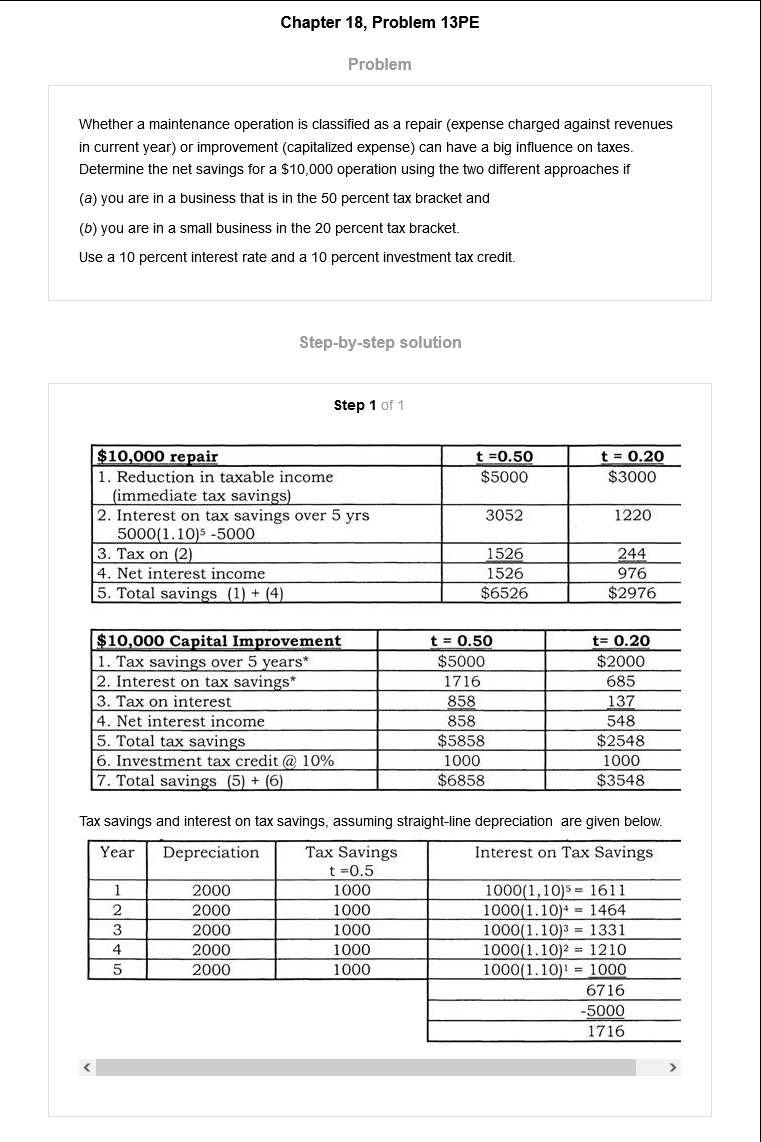 Chapter 18, Problem 13PE
Problem
Whether a maintenance operation is classified as a repair (expense charged against revenues
in current year) or improvement (capitalized expense) can have a big influence on taxes.
Determine the net savings for a $10,000 operation using the two different approaches if
(a) you are in a business that is in the 50 percent tax bracket and
(b) you are in a small business in the 20 percent tax bracket.
Use a 10 percent interest rate and a 10 percent investment tax credit.
Step-by-step solution
Step 1 of 1
$10,000 repair t =0.50 t = 0.20
1. Reduction in taxable income $5000 $3000
(immediate tax savings)
2. Interest on tax savings over 5 yrs 3052 1220
5000(1.10)⁵ -5000
3. Tax on (2) 1526 244
4. Net interest income 1526 976
5. Total savings (1) + (4) $6526 $2976
$10,000 Capital Improvement t = 0.50 t= 0.20
1. Tax savings over 5 years* $5000 $2000
2. Interest on tax savings* 1716 685
3. Tax on interest 858 137
4. Net interest income 858 548
5. Total tax savings $5858 $2548
6. Investment tax credit @ 10% 1000 1000
7. Total savings (5) + (6) $6858 $3548
Tax savings and interest on tax savings, assuming straight-line depreciation are given below.
Year Depreciation Tax Savings Interest on Tax Savings
t =0.5
1 2000 1000 1000(1,10)⁵ = 1611
2 2000 1000 1000(1.10)⁴ = 1464
3 2000 1000 1000(1.10)³ = 1331
4 2000 1000 1000(1.10)² = 1210
5 2000 1000 1000(1.10)¹ = 1000
6716
-5000
1716